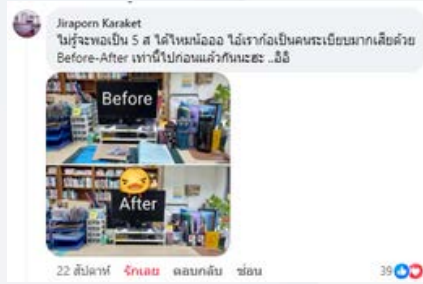 Jiraporn Karaket
ไม่รู้จะพอเป็น 5 ส ได้ไหมน้อออ ไอ้เราก้อเป็นคนระเบียบมากเสียด้วย
Before-After เท่านี้ไปก่อนแล้วกันนะฮะ ..อิอิ
Before
After
22 สัปดาห์ รักเลย ตอบกลับ ซ่อน 39